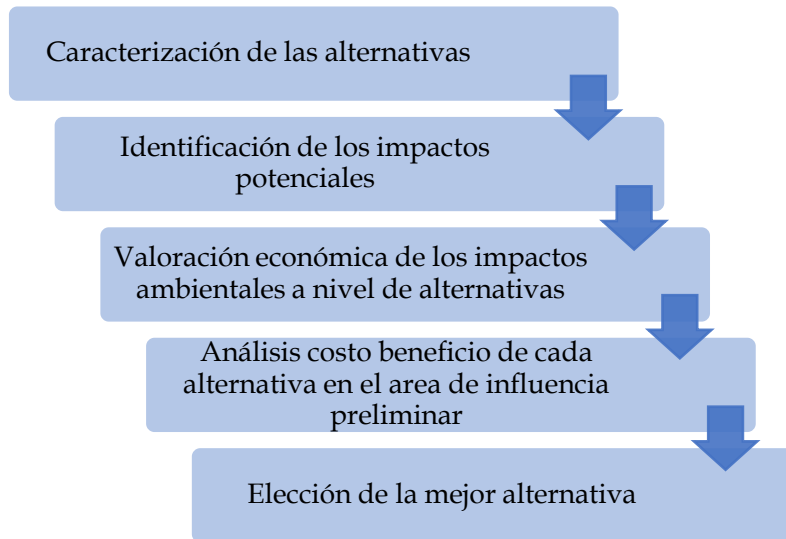 Caracterización de las alternativas
Identificación de los impactos
potenciales
Valoración económica de los impactos
ambientales a nivel de alternativas
Análisis costo beneficio de cada
alternativa en el area de influencia
preliminar
Elección de la mejor alternativa